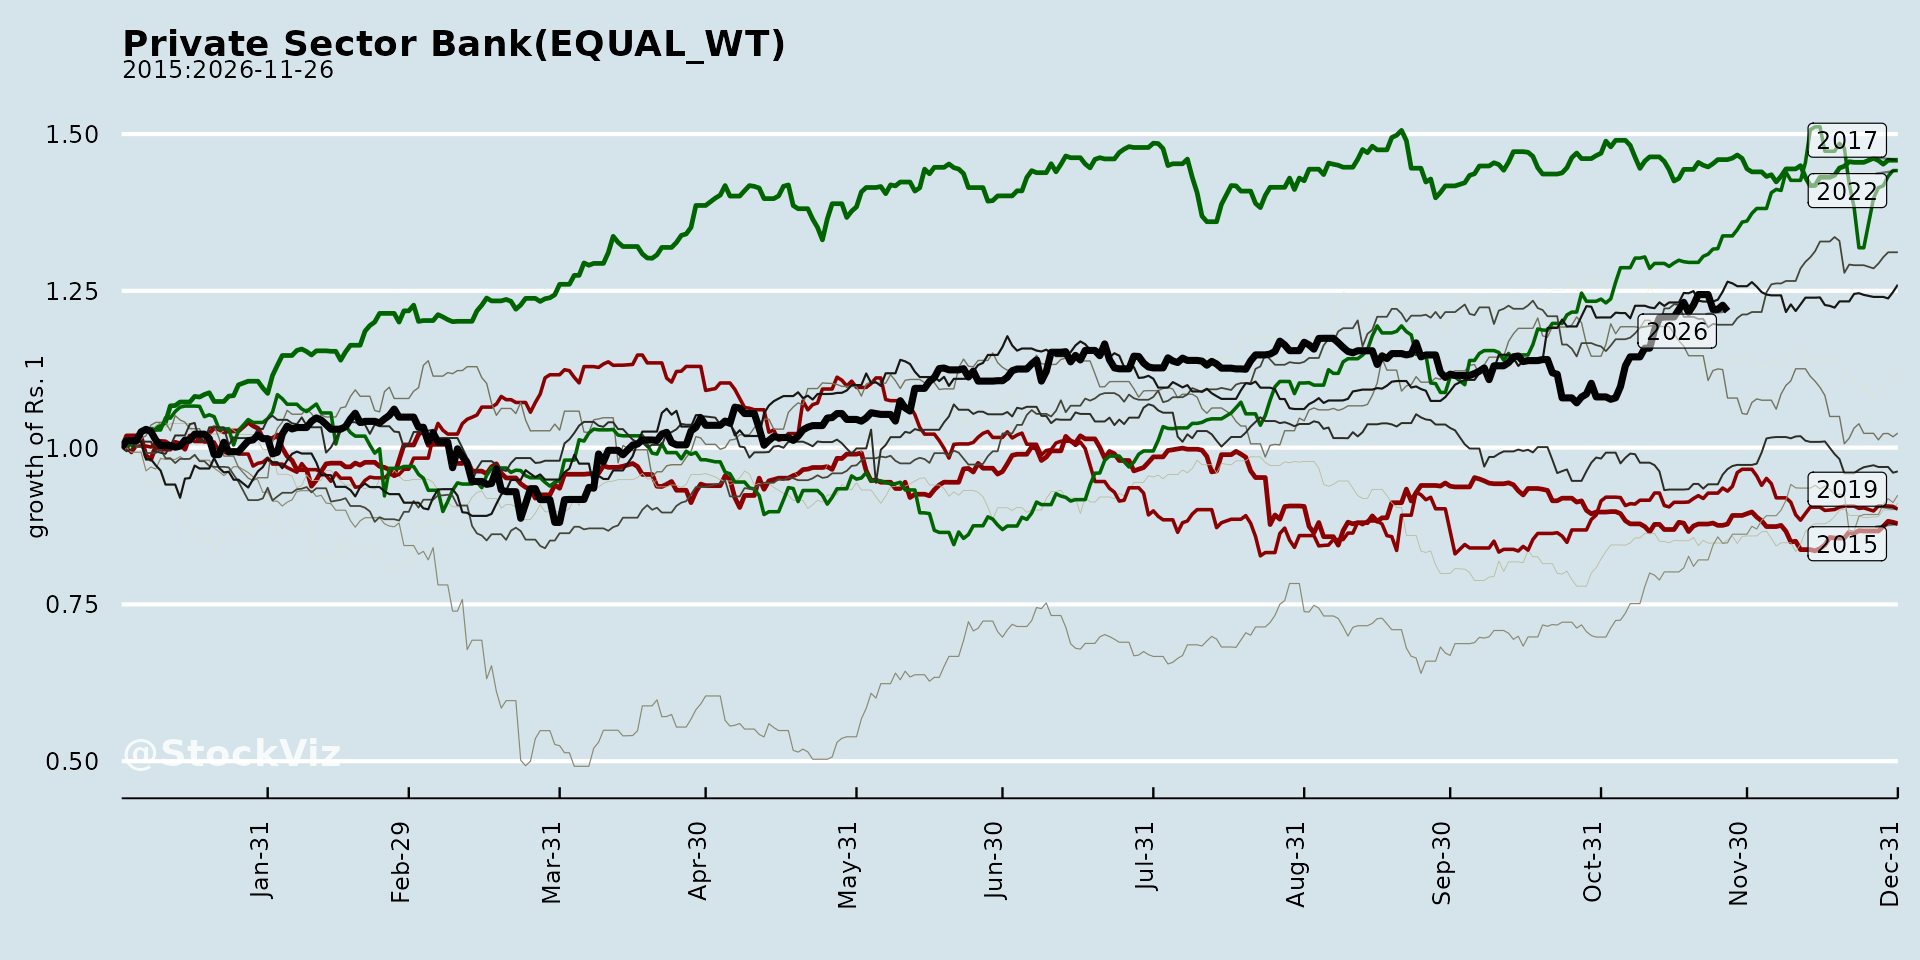 Private Sector Bank(EQUAL_WT)
2015:2026-11-26
growth of Rs. 1
1.50
1.25
1.00
0.75
0.50
2017
2022
2026
2019
2015
@StockViz
Jan-31
Feb-29
Mar-31
Apr-30
May-31
Jun-30
Jul-31
Aug-31
Sep-30
Oct-31
Nov-30
Dec-31